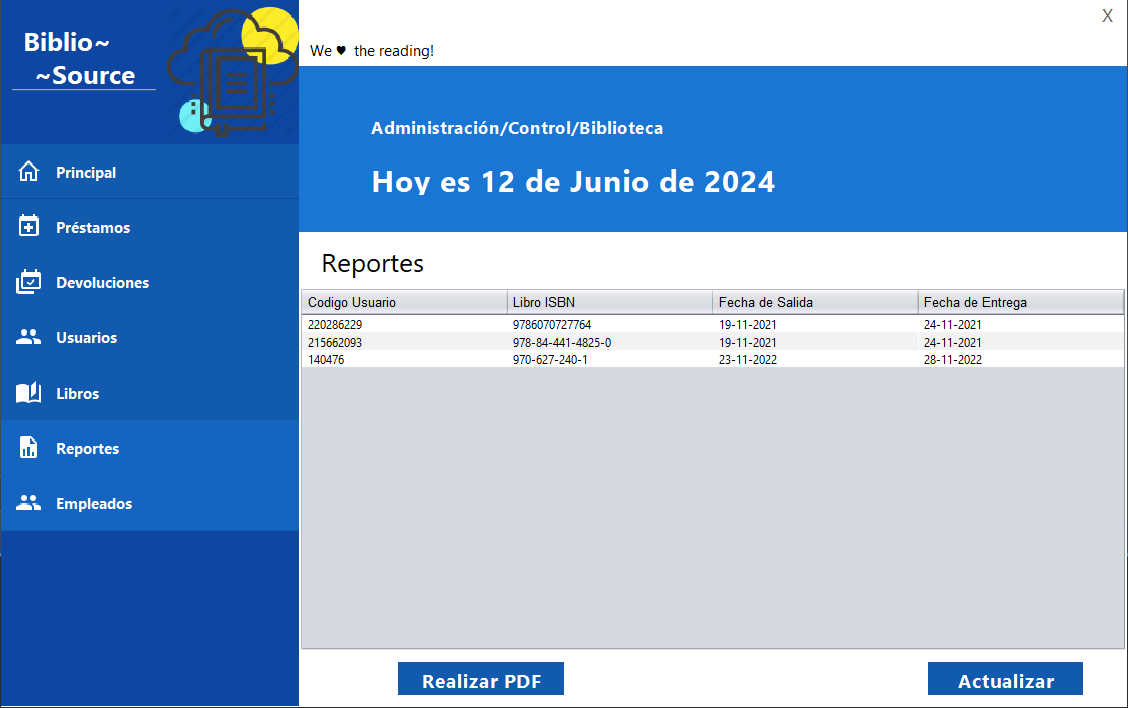 Biblio~
~Source
Principal
Préstamos
Devoluciones
Usuarios
Libros
Reportes
Empleados
X
We ♥ the reading!
Administración/Control/Biblioteca
Hoy es 12 de Junio de 2024
Reportes
Codigo Usuario Libro ISBN Fecha de Salida Fecha de Entrega
220286229 9786070727764 19-11-2021 24-11-2021
215662093 978-84-441-4825-0 19-11-2021 24-11-2021
140476 970-627-240-1 23-11-2022 28-11-2022
Realizar PDF Actualizar